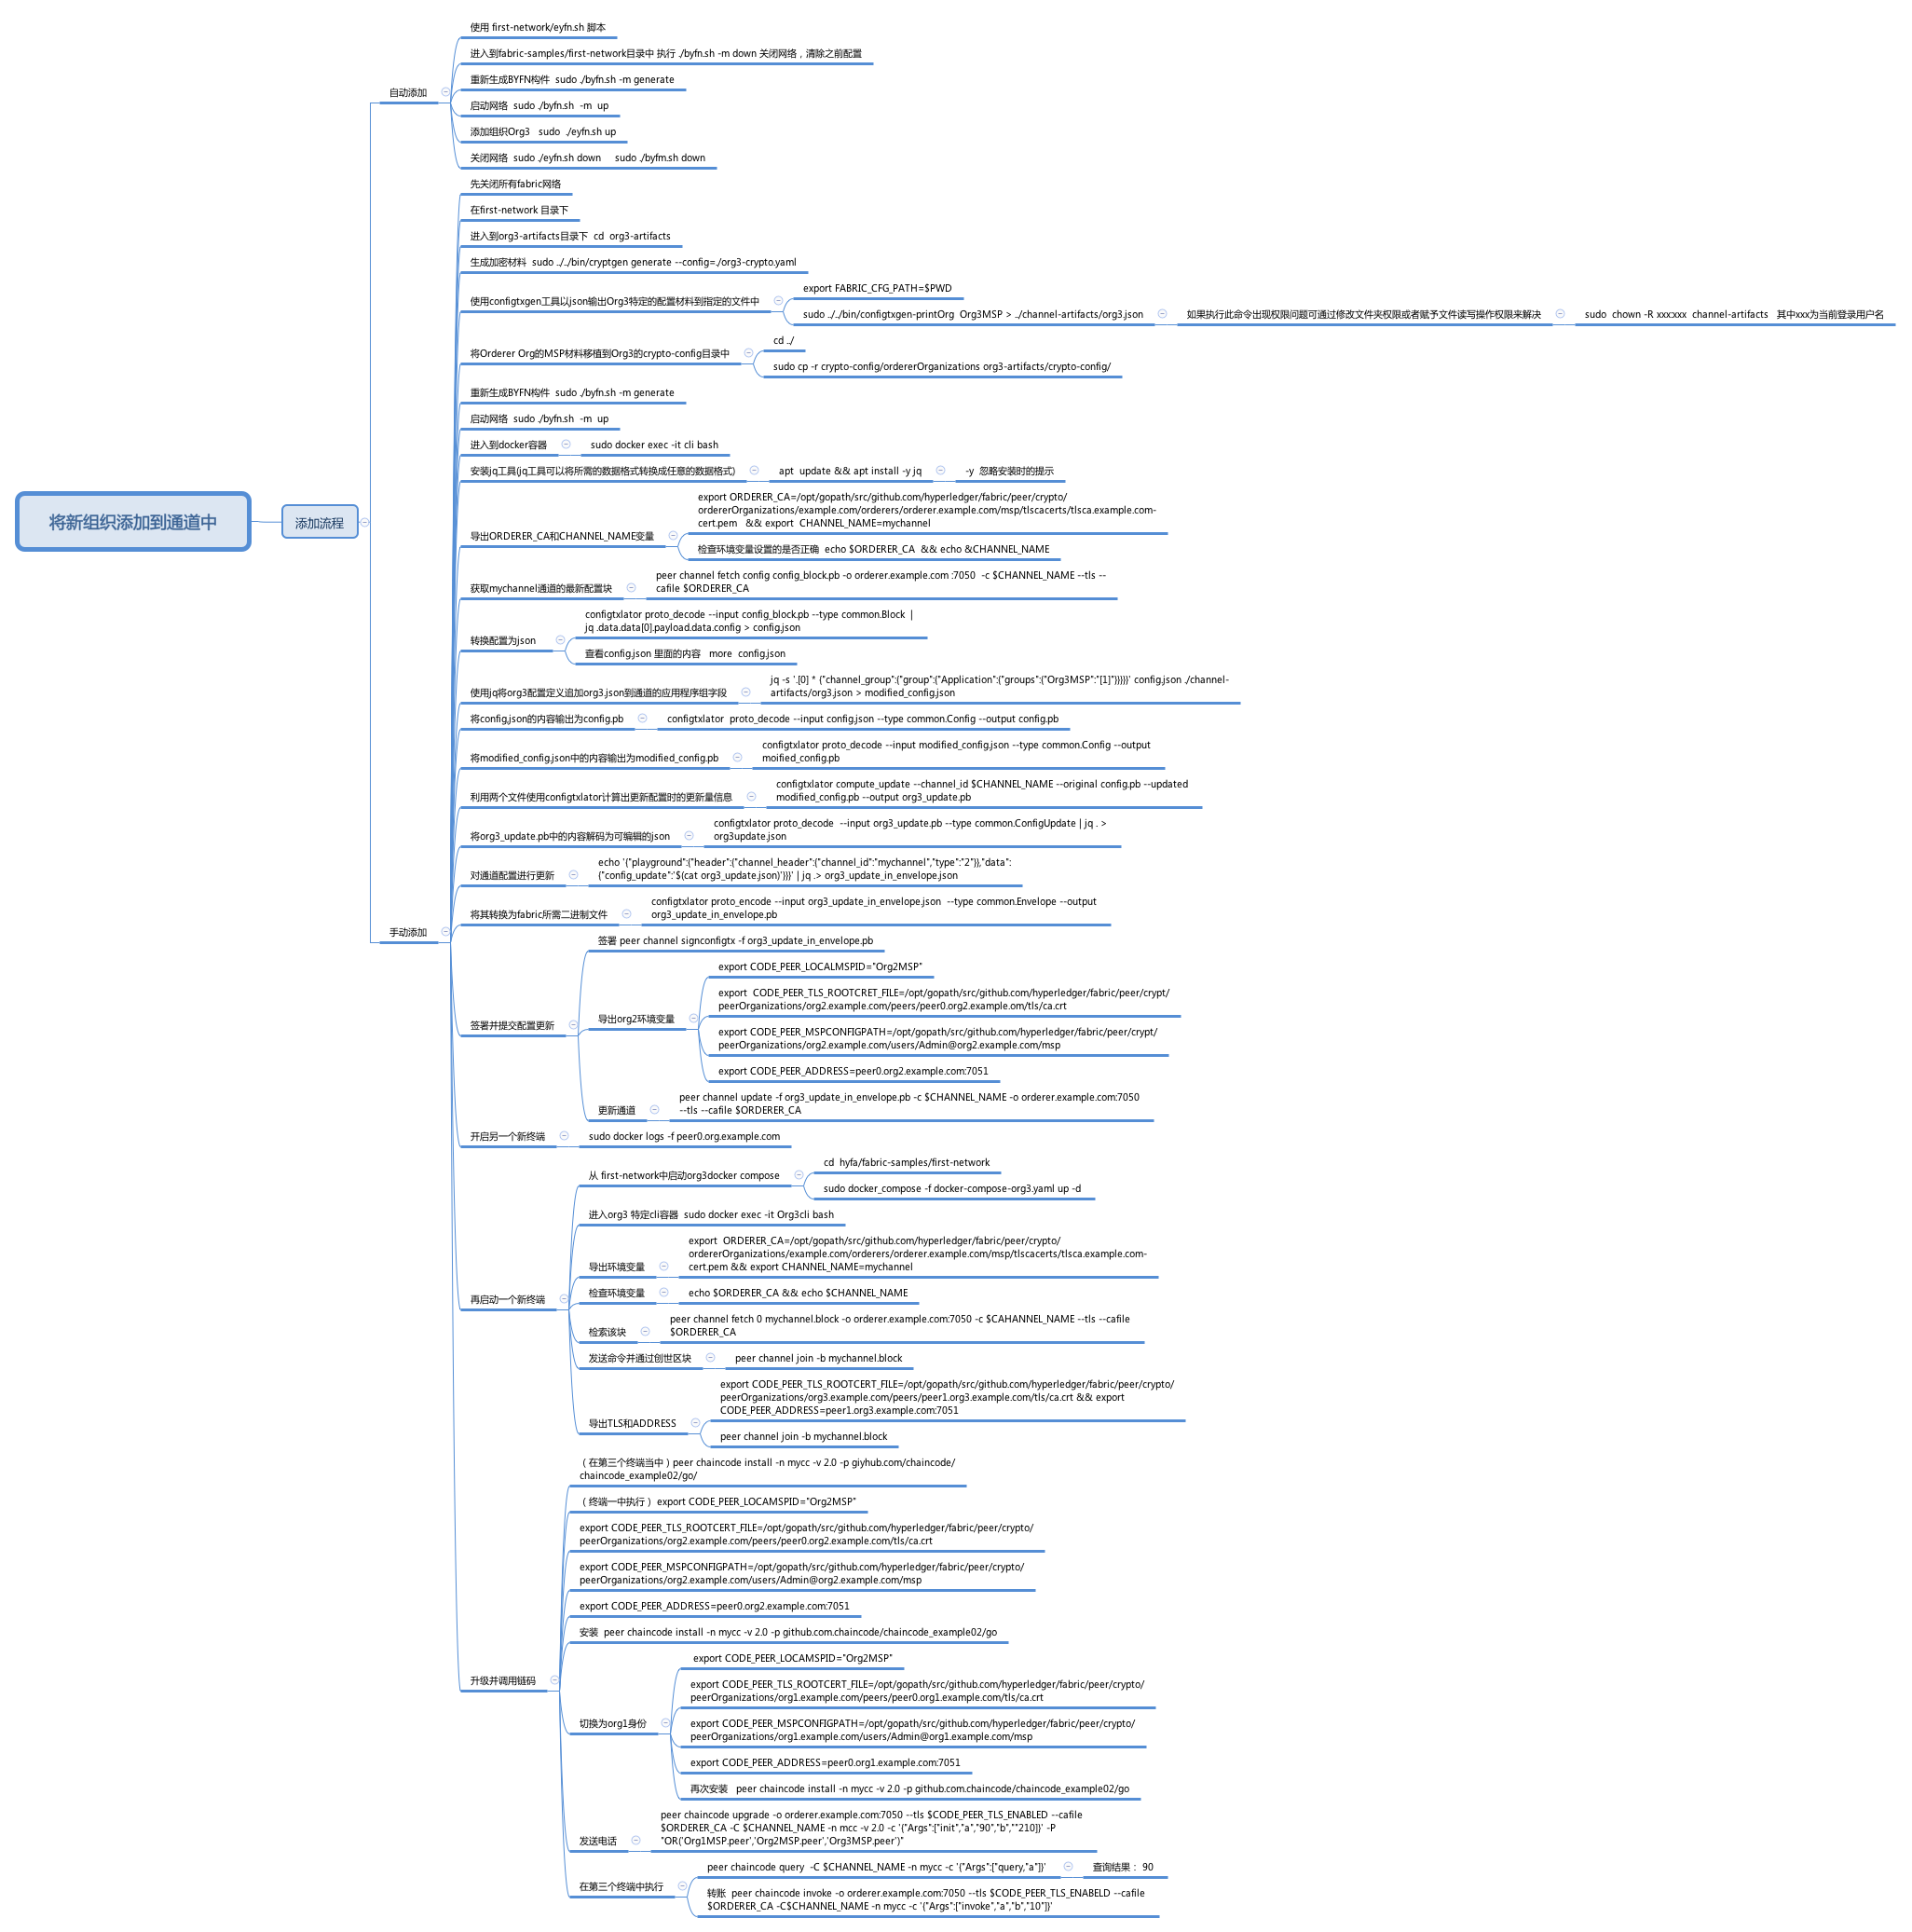 将新组织添加到通道中
添加流程
自动添加
使用 first-network/eyfn.sh 脚本
进入到fabric-samples/first-network目录中 执行 ./byfn.sh -m down 关闭网络，清除之前配置
重新生成BYFN构件 sudo ./byfn.sh -m generate
启动网络 sudo ./byfn.sh -m up
添加组织Org3 sudo ./eyfn.sh up
关闭网络 sudo ./eyfn.sh down sudo ./byfm.sh down
手动添加
先关闭所有fabric网络
在first-network 目录下
进入到org3-artifacts目录下 cd org3-artifacts
生成加密材料 sudo ../../bin/cryptgen generate --config=./org3-crypto.yaml
使用configtxgen工具以json输出Org3特定的配置材料到指定的文件中
export FABRIC_CFG_PATH=$PWD
sudo ../../bin/configtxgen-printOrg Org3MSP > ../channel-artifacts/org3.json
如果执行此命令出现权限问题可通过修改文件夹权限或者赋予文件读写操作权限来解决
sudo chown -R xxx:xxx channel-artifacts 其中xxx为当前登录用户名
将Orderer Org的MSP材料移植到Org3的crypto-config目录中
cd ../
sudo cp -r crypto-config/ordererOrganizations org3-artifacts/crypto-config/
重新生成BYFN构件 sudo ./byfn.sh -m generate
启动网络 sudo ./byfn.sh -m up
进入到docker容器
sudo docker exec -it cli bash
安装jq工具(jq工具可以将所需的数据格式转换成任意的数据格式)
apt update && apt install -y jq
-y 忽略安装时的提示
导出ORDERER_CA和CHANNEL_NAME变量
export ORDERER_CA=/opt/gopath/src/github.com/hyperledger/fabric/peer/crypto/
ordererOrganizations/example.com/orderers/orderer.example.com/msp/tlscacerts/tlsca.example.com-
cert.pem && export CHANNEL_NAME=mychannel
检查环境变量设置的是否正确 echo $ORDERER_CA && echo &CHANNEL_NAME
获取mychannel通道的最新配置块
peer channel fetch config config_block.pb -o orderer.example.com :7050 -c $CHANNEL_NAME --tls --
cafile $ORDERER_CA
转换配置为json
configtxlator proto_decode --input config_block.pb --type common.Block |
jq .data.data[0].payload.data.config > config.json
查看config.json 里面的内容 more config.json
使用jq将org3配置定义追加org3.json到通道的应用程序组字段
jq -s '.[0] * {"channel_group":{"group":{"Application":{"groups":{"Org3MSP":"[1]"}}}}}' config.json ./channel-
artifacts/org3.json > modified_config.json
将config.json的内容输出为config.pb
configtxlator proto_decode --input config.json --type common.Config --output config.pb
将modified_config.json中的内容输出为modified_config.pb
configtxlator proto_decode --input modified_config.json --type common.Config --output
moified_config.pb
利用两个文件使用configtxlator计算出更新配置时的更新量信息
configtxlator compute_update --channel_id $CHANNEL_NAME --original config.pb --updated
modified_config.pb --output org3_update.pb
将org3_update.pb中的内容解码为可编辑的json
configtxlator proto_decode --input org3_update.pb --type common.ConfigUpdate | jq . >
org3update.json
对通道配置进行更新
echo '{"playground":{"header":{"channel_header":{"channel_id":"mychannel","type":"2"}},"data":
{"config_update":'$(cat org3_update.json)'}}}' | jq .> org3_update_in_envelope.json
将其转换为fabric所需二进制文件
configtxlator proto_encode --input org3_update_in_envelope.json --type common.Envelope --output
org3_update_in_envelope.pb
签署并提交配置更新
签署 peer channel signconfigtx -f org3_update_in_envelope.pb
导出org2环境变量
export CODE_PEER_LOCALMSPID="Org2MSP"
export CODE_PEER_TLS_ROOTCRET_FILE=/opt/gopath/src/github.com/hyperledger/fabric/peer/crypt/
peerOrganizations/org2.example.com/peers/peer0.org2.example.om/tls/ca.crt
export CODE_PEER_MSPCONFIGPATH=/opt/gopath/src/github.com/hyperledger/fabric/peer/crypt/
peerOrganizations/org2.example.com/users/Admin@org2.example.com/msp
export CODE_PEER_ADDRESS=peer0.org2.example.com:7051
更新通道
peer channel update -f org3_update_in_envelope.pb -c $CHANNEL_NAME -o orderer.example.com:7050
--tls --cafile $ORDERER_CA
开启另一个新终端
sudo docker logs -f peer0.org.example.com
再启动一个新终端
从 first-network中启动org3docker compose
cd hyfa/fabric-samples/first-network
sudo docker_compose -f docker-compose-org3.yaml up -d
进入org3 特定cli容器 sudo docker exec -it Org3cli bash
导出环境变量
export ORDERER_CA=/opt/gopath/src/github.com/hyperledger/fabric/peer/crypto/
ordererOrganizations/example.com/orderers/orderer.example.com/msp/tlscacerts/tlsca.example.com-
cert.pem && export CHANNEL_NAME=mychannel
检查环境变量
echo $ORDERER_CA && echo $CHANNEL_NAME
检索该块
peer channel fetch 0 mychannel.block -o orderer.example.com:7050 -c $CAHANNEL_NAME --tls --cafile
$ORDERER_CA
发送命令并通过创世区块
peer channel join -b mychannel.block
导出TLS和ADDRESS
export CODE_PEER_TLS_ROOTCERT_FILE=/opt/gopath/src/github.com/hyperledger/fabric/peer/crypto/
peerOrganizations/org3.example.com/peers/peer1.org3.example.com/tls/ca.crt && export
CODE_PEER_ADDRESS=peer1.org3.example.com:7051
peer channel join -b mychannel.block
升级并调用链码
（在第三个终端当中）peer chaincode install -n mycc -v 2.0 -p giyhub.com/chaincode/
chaincode_example02/go/
（终端一中执行） export CODE_PEER_LOCAMSPID="Org2MSP"
export CODE_PEER_TLS_ROOTCERT_FILE=/opt/gopath/src/github.com/hyperledger/fabric/peer/crypto/
peerOrganizations/org2.example.com/peers/peer0.org2.example.com/tls/ca.crt
export CODE_PEER_MSPCONFIGPATH=/opt/gopath/src/github.com/hyperledger/fabric/peer/crypto/
peerOrganizations/org2.example.com/users/Admin@org2.example.com/msp
export CODE_PEER_ADDRESS=peer0.org2.example.com:7051
安装 peer chaincode install -n mycc -v 2.0 -p github.com.chaincode/chaincode_example02/go
切换为org1身份
export CODE_PEER_LOCAMSPID="Org2MSP"
export CODE_PEER_TLS_ROOTCERT_FILE=/opt/gopath/src/github.com/hyperledger/fabric/peer/crypto/
peerOrganizations/org1.example.com/peers/peer0.org1.example.com/tls/ca.crt
export CODE_PEER_MSPCONFIGPATH=/opt/gopath/src/github.com/hyperledger/fabric/peer/crypto/
peerOrganizations/org1.example.com/users/Admin@org1.example.com/msp
export CODE_PEER_ADDRESS=peer0.org1.example.com:7051
再次安装 peer chaincode install -n mycc -v 2.0 -p github.com.chaincode/chaincode_example02/go
发送电话
peer chaincode upgrade -o orderer.example.com:7050 --tls $CODE_PEER_TLS_ENABLED --cafile
$ORDERER_CA -C $CHANNEL_NAME -n mcc -v 2.0 -c '{"Args":["init","a","90","b",""210]}' -P
"OR('Org1MSP.peer','Org2MSP.peer','Org3MSP.peer')"
在第三个终端中执行
peer chaincode query -C $CHANNEL_NAME -n mycc -c '{"Args":["query,"a"]}'
查询结果： 90
转账 peer chaincode invoke -o orderer.example.com:7050 --tls $CODE_PEER_TLS_ENABELD --cafile
$ORDERER_CA -C$CHANNEL_NAME -n mycc -c '{"Args":["invoke","a","b","10"]}'